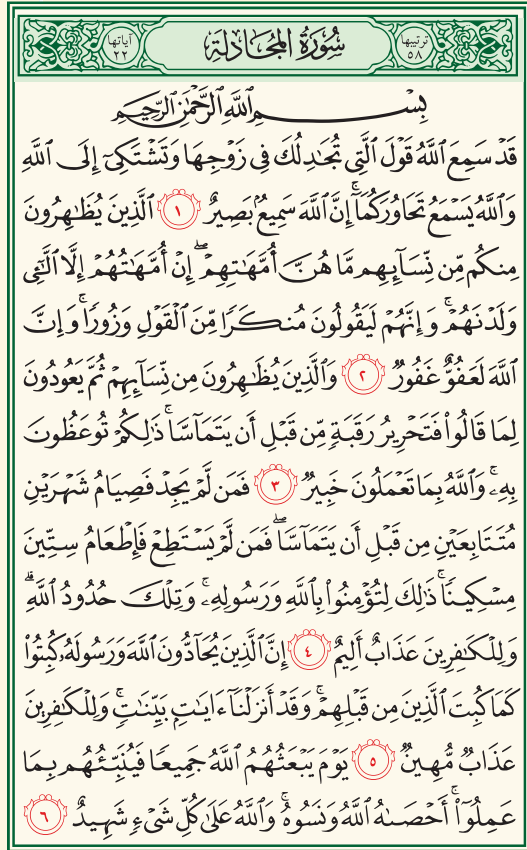 ترتيبها ٥٨ سُورَةُ المُجَادلَةِ آياتها ٢٢
بِسْمِ ٱللَّهِ ٱلرَّحْمَٰنِ ٱلرَّحِيمِ
قَدْ سَمِعَ ٱللَّهُ قَوْلَ ٱلَّتِى تُجَٰدِلُكَ فِى زَوْجِهَا وَتَشْتَكِىٓ إِلَى ٱللَّهِ
وَٱللَّهُ يَسْمَعُ تَحَاوُرَكُمَآ ۚ إِنَّ ٱللَّهَ سَمِيعٌۢ بَصِيرٌ ١ ٱلَّذِينَ يُظَٰهِرُونَ
مِنكُم مِّن نِّسَآئِهِم مَّا هُنَّ أُمَّهَٰتِهِمْ ۖ إِنْ أُمَّهَٰتُهُمْ إِلَّا ٱلَّٰٓـِٔى
وَلَدْنَهُمْ ۚ وَإِنَّهُمْ لَيَقُولُونَ مُنكَرًا مِّنَ ٱلْقَوْلِ وَزُورًا ۚ وَإِنَّ
ٱللَّهَ لَعَفُوٌّ غَفُورٌ ٢ وَٱلَّذِينَ يُظَٰهِرُونَ مِن نِّسَآئِهِمْ ثُمَّ يَعُودُونَ
لِمَا قَالُوا۟ فَتَحْرِيرُ رَقَبَةٍ مِّن قَبْلِ أَن يَتَمَآسَّا ۚ ذَٰلِكُمْ تُوعَظُونَ
بِهِۦ ۚ وَٱللَّهُ بِمَا تَعْمَلُونَ خَبِيرٌ ٣ فَمَن لَّمْ يَجِدْ فَصِيَامُ شَهْرَيْنِ
مُتَتَابِعَيْنِ مِن قَبْلِ أَن يَتَمَآسَّا ۖ فَمَن لَّمْ يَسْتَطِعْ فَإِطْعَامُ سِتِّينَ
مِسْكِينًا ۚ ذَٰلِكَ لِتُؤْمِنُوا۟ بِٱللَّهِ وَرَسُولِهِۦ ۚ وَتِلْكَ حُدُودُ ٱللَّهِ ۗ
وَلِلْكَٰفِرِينَ عَذَابٌ أَلِيمٌ ٤ إِنَّ ٱلَّذِينَ يُحَآدُّونَ ٱللَّهَ وَرَسُولَهُۥ كُبِتُوا۟
كَمَا كُبِتَ ٱلَّذِينَ مِن قَبْلِهِمْ ۚ وَقَدْ أَنزَلْنَآ ءَايَٰتٍۭ بَيِّنَٰتٍ ۚ وَلِلْكَٰفِرِينَ
عَذَابٌ مُّهِينٌ ٥ يَوْمَ يَبْعَثُهُمُ ٱللَّهُ جَمِيعًا فَيُنَبِّئُهُم بِمَا
عَمِلُوٓا۟ ۚ أَحْصَىٰهُ ٱللَّهُ وَنَسُوهُ ۚ وَٱللَّهُ عَلَىٰ كُلِّ شَىْءٍ شَهِيدٌ ٦